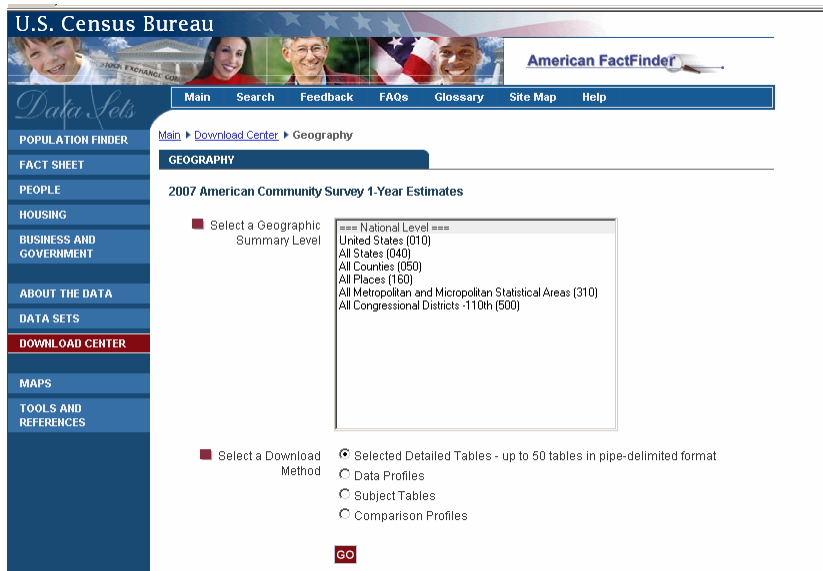 U.S. Census Bureau
STOCK EXCHANGE
American FactFinder
Data Sets
Main Search Feedback FAQs Glossary Site Map Help
POPULATION FINDER
FACT SHEET
PEOPLE
HOUSING
BUSINESS AND
GOVERNMENT
ABOUT THE DATA
DATA SETS
DOWNLOAD CENTER
MAPS
TOOLS AND
REFERENCES
Main Download Center Geography
GEOGRAPHY
2007 American Community Survey 1-Year Estimates
Select a Geographic
Summary Level
=== National Level ===
United States (010)
All States (040)
All Counties (050)
All Places (160)
All Metropolitan and Micropolitan Statistical Areas (310)
All Congressional Districts -110th (500)
Select a Download
Method
Selected Detailed Tables - up to 50 tables in pipe-delimited format
Data Profiles
Subject Tables
Comparison Profiles
GO